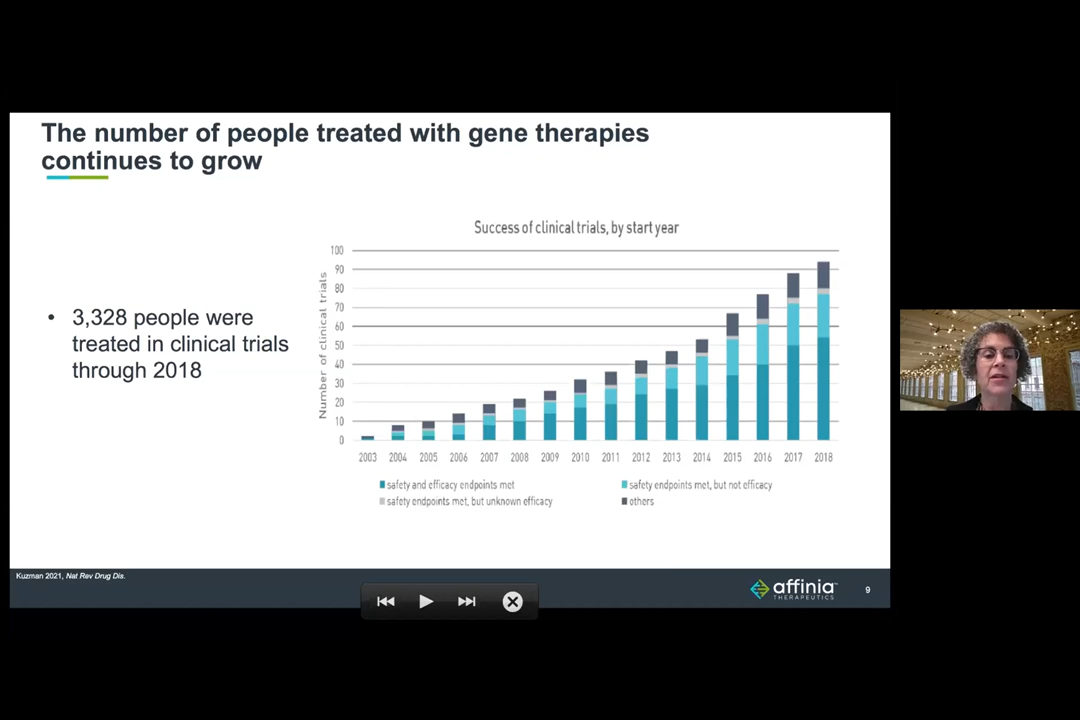 The number of people treated with gene therapies
continues to grow
• 3,328 people were
treated in clinical trials
through 2018
Success of clinical trials, by start year
Number of clinical trials
100
90
80
70
60
50
40
30
20
10
0
2003 2004 2005 2006 2007 2008 2009 2010 2011 2012 2013 2014 2015 2016 2017 2018
safety and efficacy endpoints met
safety endpoints met, but not efficacy
safety endpoints met, but unknown efficacy
others
Kuzman 2021, Nat Rev Drug Dis.
affinia™
THERAPEUTICS
9